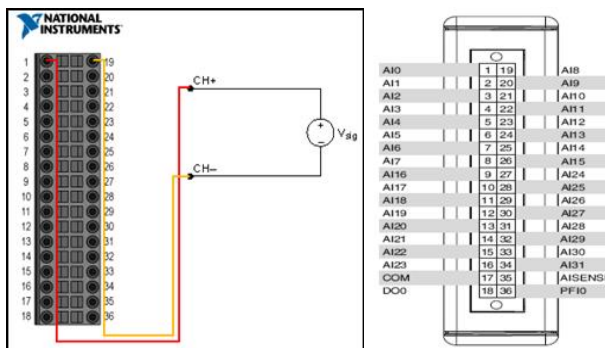 NATIONAL
INSTRUMENTS
1 19
2 20
3 21
4 22
5 23
6 24
7 25
8 26
9 27
10 28
11 29
12 30
13 31
14 32
15 33
16 34
17 35
18 36
CH+
Vsig
CH−
AI0 1 19 AI8
AI1 2 20 AI9
AI2 3 21 AI10
AI3 4 22 AI11
AI4 5 23 AI12
AI5 6 24 AI13
AI6 7 25 AI14
AI7 8 26 AI15
AI16 9 27 AI24
AI17 10 28 AI25
AI18 11 29 AI26
AI19 12 30 AI27
AI20 13 31 AI28
AI21 14 32 AI29
AI22 15 33 AI30
AI23 16 34 AI31
COM 17 35 AISENSE
DO0 18 36 PFI0